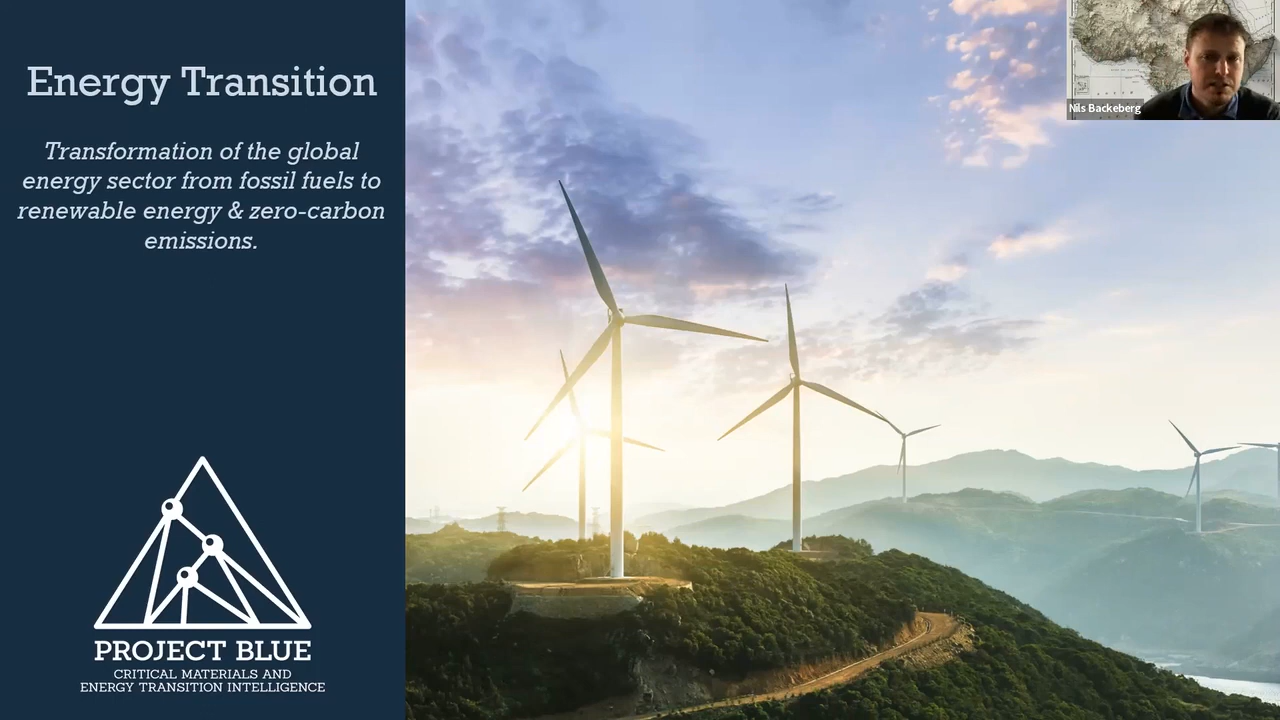 Energy Transition
Transformation of the global
energy sector from fossil fuels to
renewable energy & zero-carbon
emissions.
PROJECT BLUE
CRITICAL MATERIALS AND
ENERGY TRANSITION INTELLIGENCE
Nils Backeberg